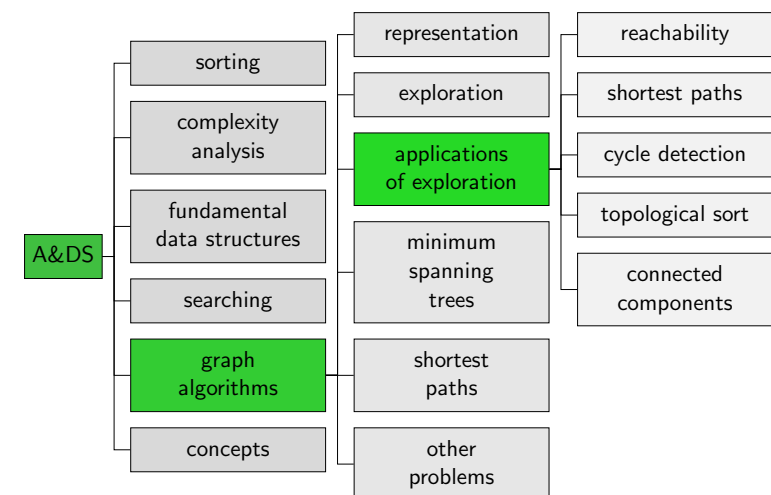 A&DS
sorting
complexity
analysis
fundamental
data structures
searching
graph
algorithms
concepts
representation
exploration
applications
of exploration
minimum
spanning
trees
shortest
paths
other
problems
reachability
shortest paths
cycle detection
topological sort
connected
components